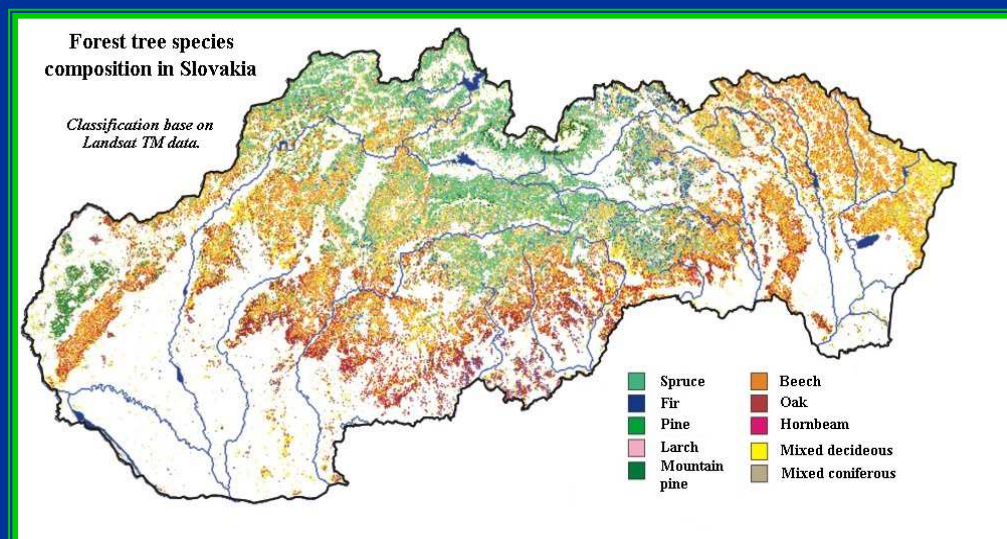 Forest tree species
composition in Slovakia
Classification base on
Landsat TM data.
Spruce
Fir
Pine
Larch
Mountain
pine
Beech
Oak
Hornbeam
Mixed decideous
Mixed coniferous